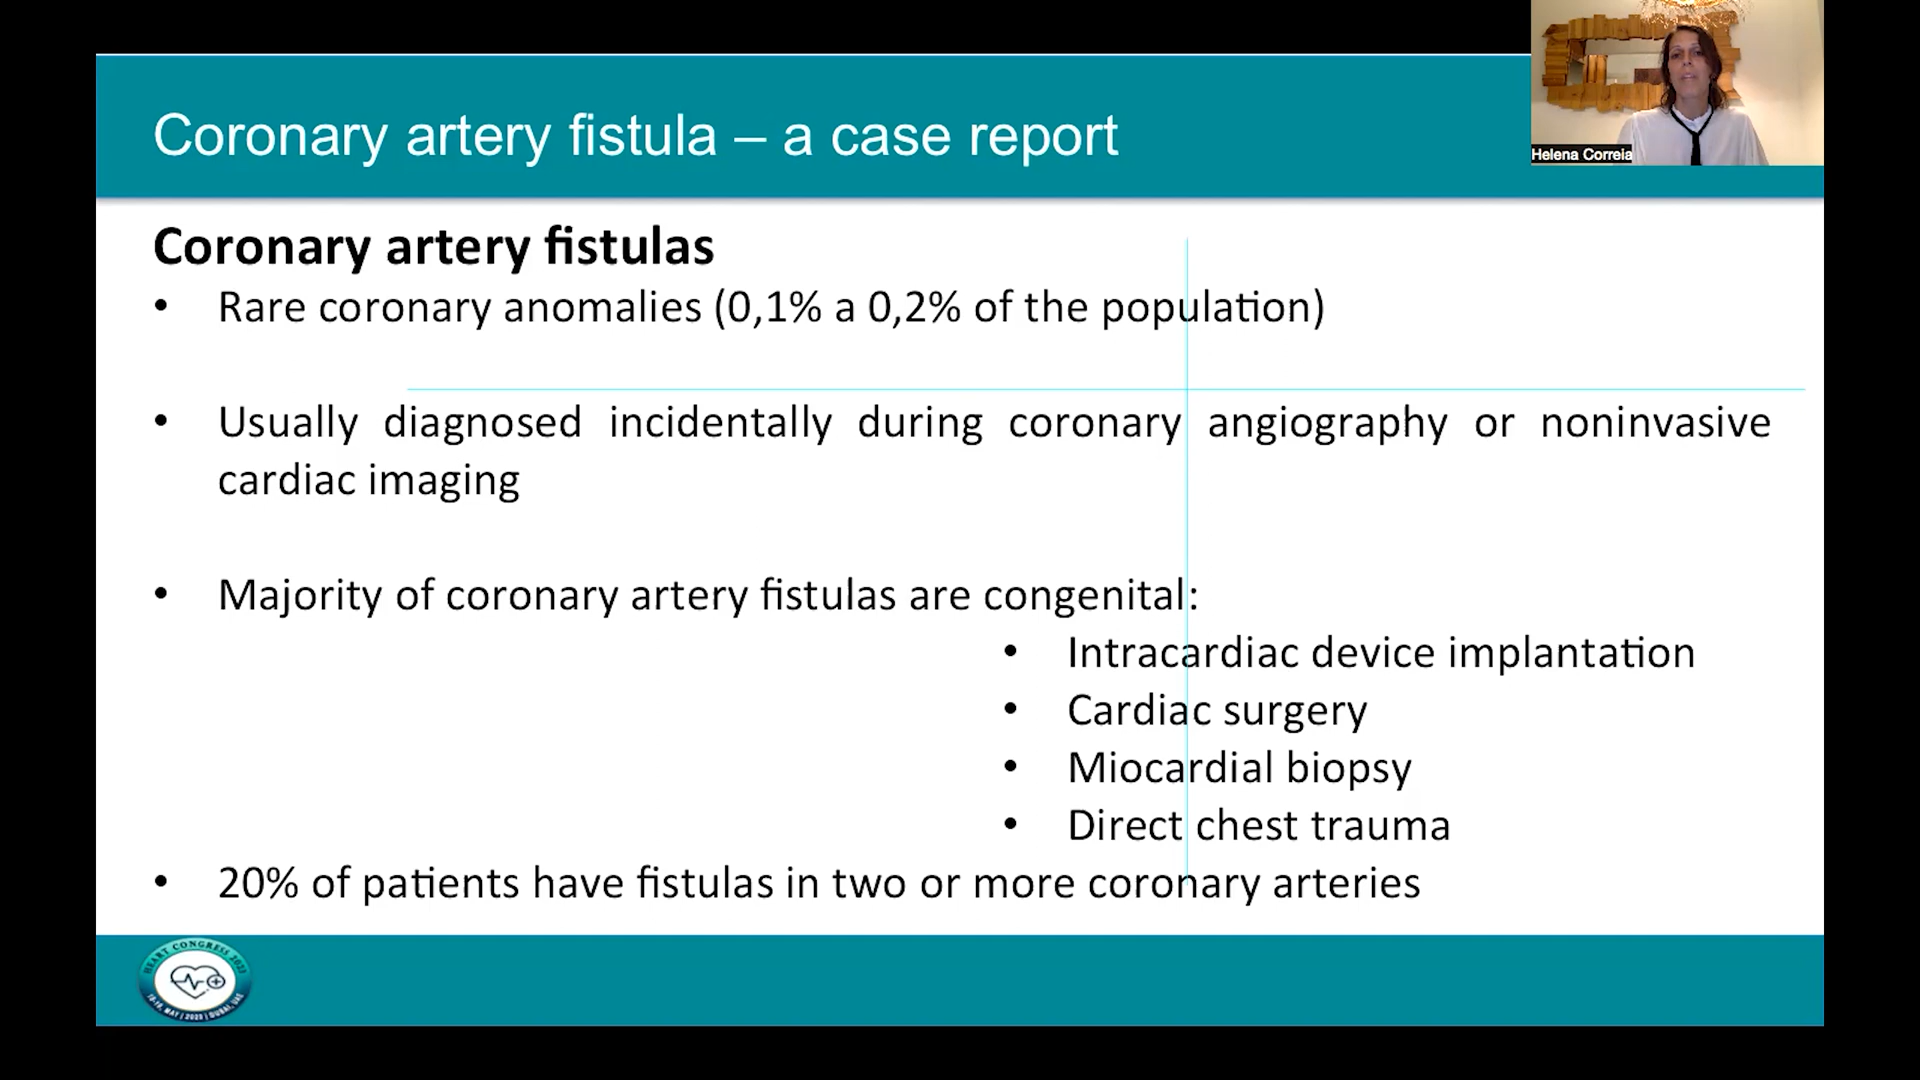 Helena Correia
Coronary artery fistula – a case report
Coronary artery fistulas
• Rare coronary anomalies (0,1% a 0,2% of the population)
• Usually diagnosed incidentally during coronary angiography or noninvasive
cardiac imaging
• Majority of coronary artery fistulas are congenital:
• Intracardiac device implantation
• Cardiac surgery
• Miocardial biopsy
• Direct chest trauma
• 20% of patients have fistulas in two or more coronary arteries
HEART CONGRESS 2023